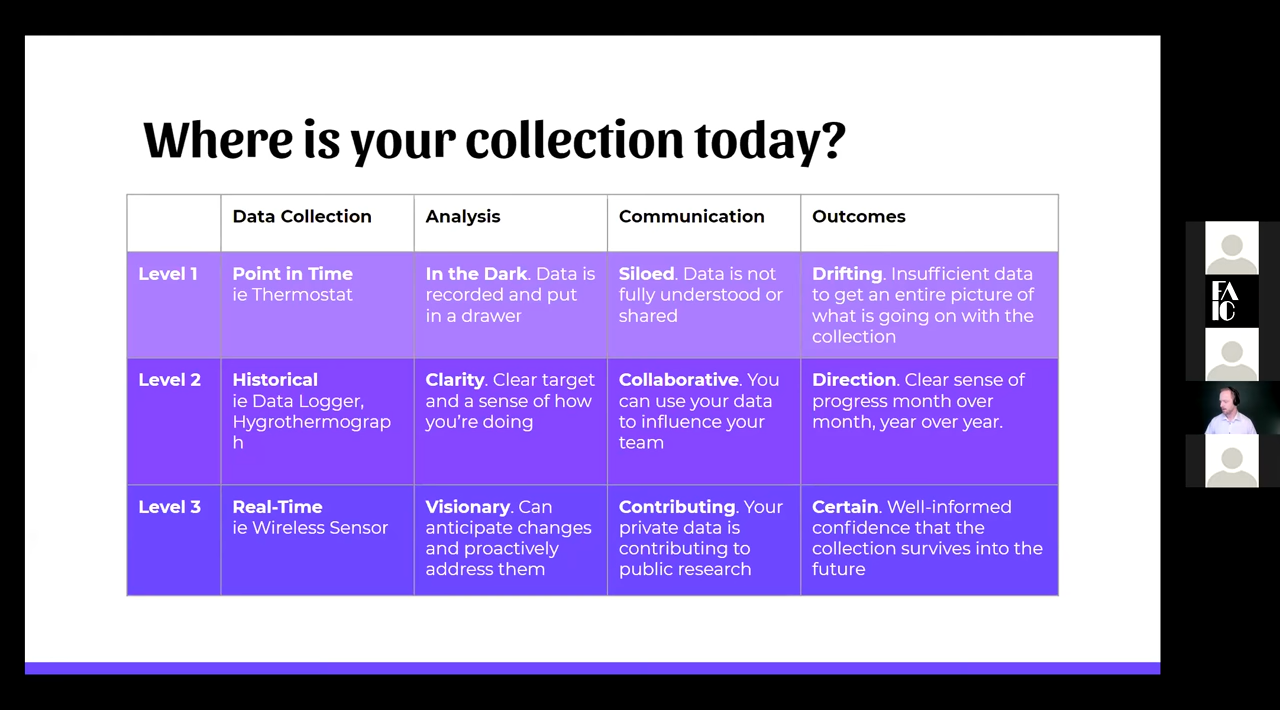 Where is your collection today?
Data Collection
Analysis
Communication
Outcomes
Level 1
Point in Time
ie Thermostat
In the Dark. Data is
recorded and put
in a drawer
Siloed. Data is not
fully understood or
shared
Drifting. Insufficient data
to get an entire picture of
what is going on with the
collection
Level 2
Historical
ie Data Logger,
Hygrothermograp
h
Clarity. Clear target
and a sense of how
you're doing
Collaborative. You
can use your data
to influence your
team
Direction. Clear sense of
progress month over
month, year over year.
Level 3
Real-Time
ie Wireless Sensor
Visionary. Can
anticipate changes
and proactively
address them
Contributing. Your
private data is
contributing to
public research
Certain. Well-informed
confidence that the
collection survives into the
future
FA
IC